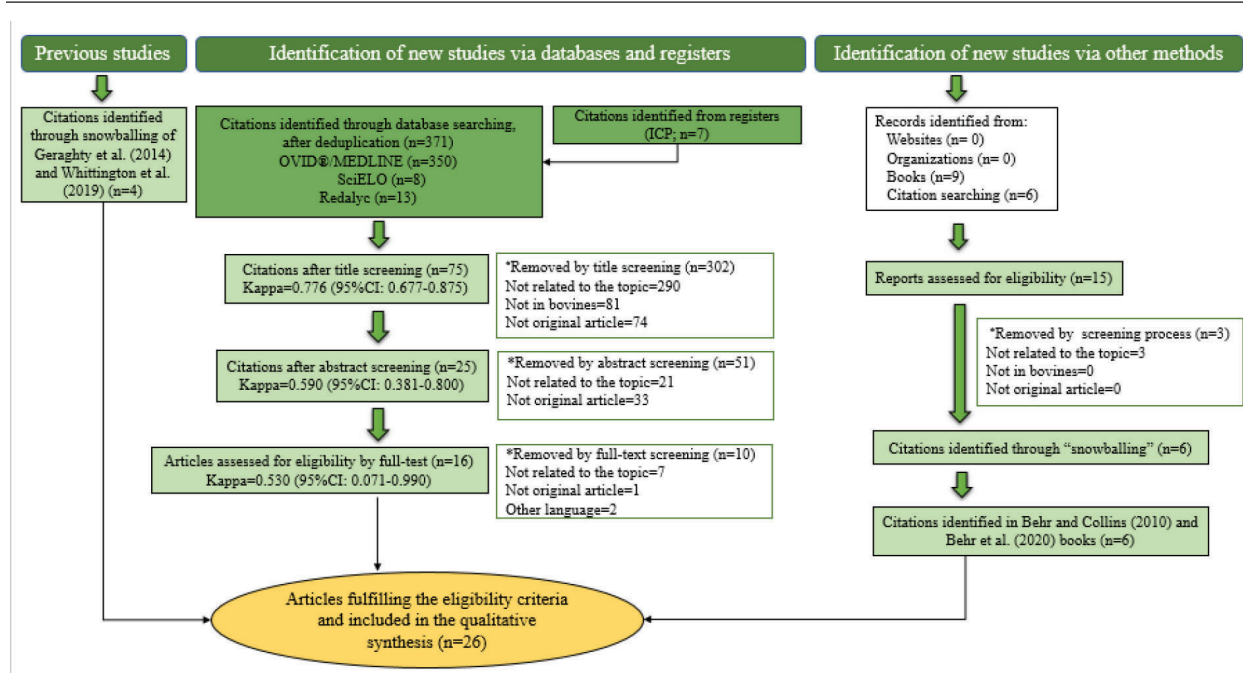 Previous studies
Identification of new studies via databases and registers
Identification of new studies via other methods
Citations identified
through snowballing of
Geraghty et al. (2014)
and Whittington et al.
(2019) (n=4)
Citations identified through database searching,
after deduplication (n=371)
OVID®/MEDLINE (n=350)
SciELO (n=8)
Redalyc (n=13)
Citations identified from registers
(ICP; n=7)
Records identified from:
Websites (n= 0)
Organizations (n= 0)
Books (n=9)
Citation searching (n=6)
Citations after title screening (n=75)
Kappa=0.776 (95%CI: 0.677-0.875)
*Removed by title screening (n=302)
Not related to the topic=290
Not in bovines=81
Not original article=74
Reports assessed for eligibility (n=15)
*Removed by screening process (n=3)
Not related to the topic=3
Not in bovines=0
Not original article=0
Citations after abstract screening (n=25)
Kappa=0.590 (95%CI: 0.381-0.800)
*Removed by abstract screening (n=51)
Not related to the topic=21
Not original article=33
Articles assessed for eligibility by full-test (n=16)
Kappa=0.530 (95%CI: 0.071-0.990)
*Removed by full-text screening (n=10)
Not related to the topic=7
Not original article=1
Other language=2
Citations identified through “snowballing” (n=6)
Citations identified in Behr and Collins (2010) and
Behr et al. (2020) books (n=6)
Articles fulfilling the eligibility criteria
and included in the qualitative
synthesis (n=26)